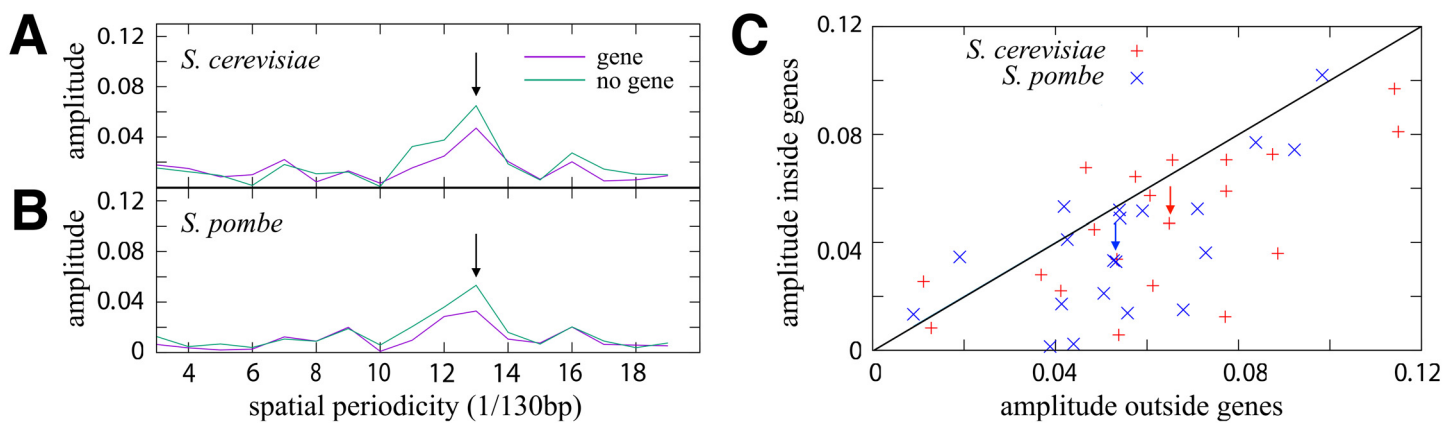 A
amplitude
0.12
0.08
0.04
S. cerevisiae
gene
no gene
B
amplitude
0.12
0.08
0.04
0
S. pombe
4 6 8 10 12 14 16 18
spatial periodicity (1/130bp)
C
amplitude inside genes
0.12
0.08
0.04
0
S. cerevisiae
S. pombe
0 0.04 0.08 0.12
amplitude outside genes